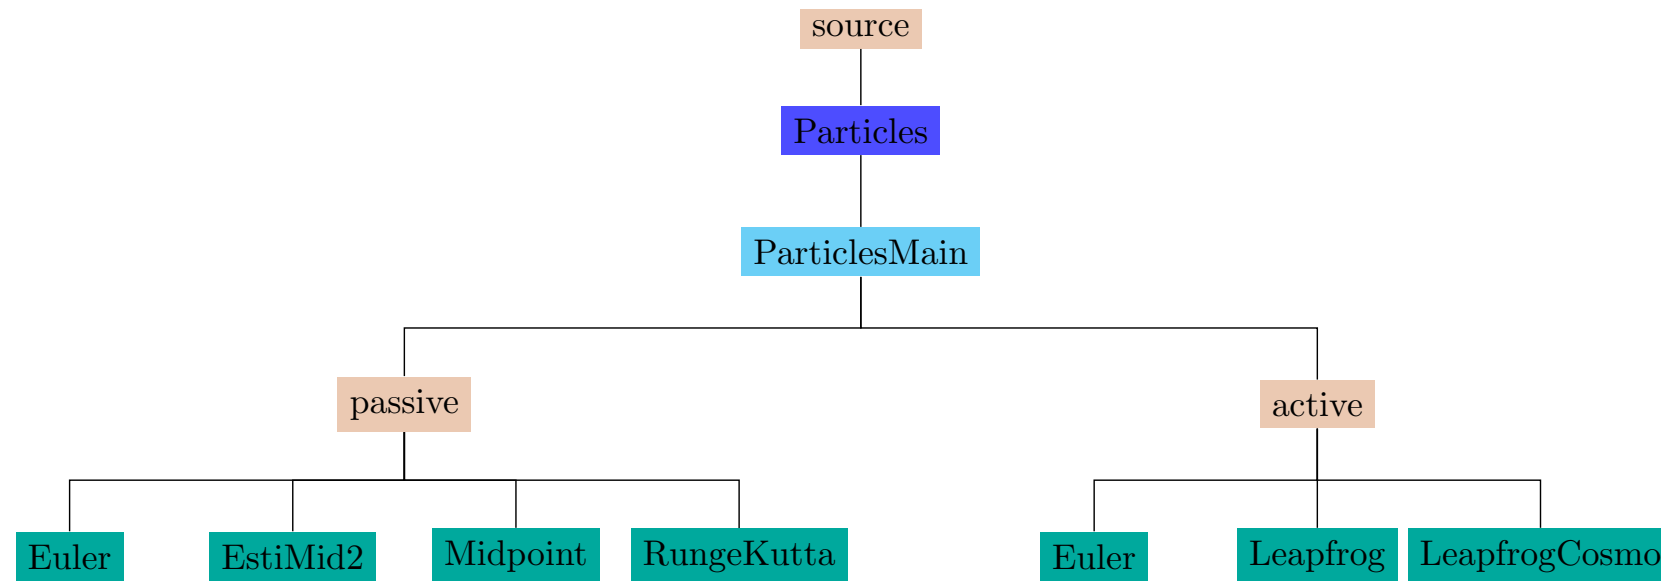 source
Particles
ParticlesMain
passive
active
Euler
EstiMid2
Midpoint
RungeKutta
Euler
Leapfrog
LeapfrogCosmo